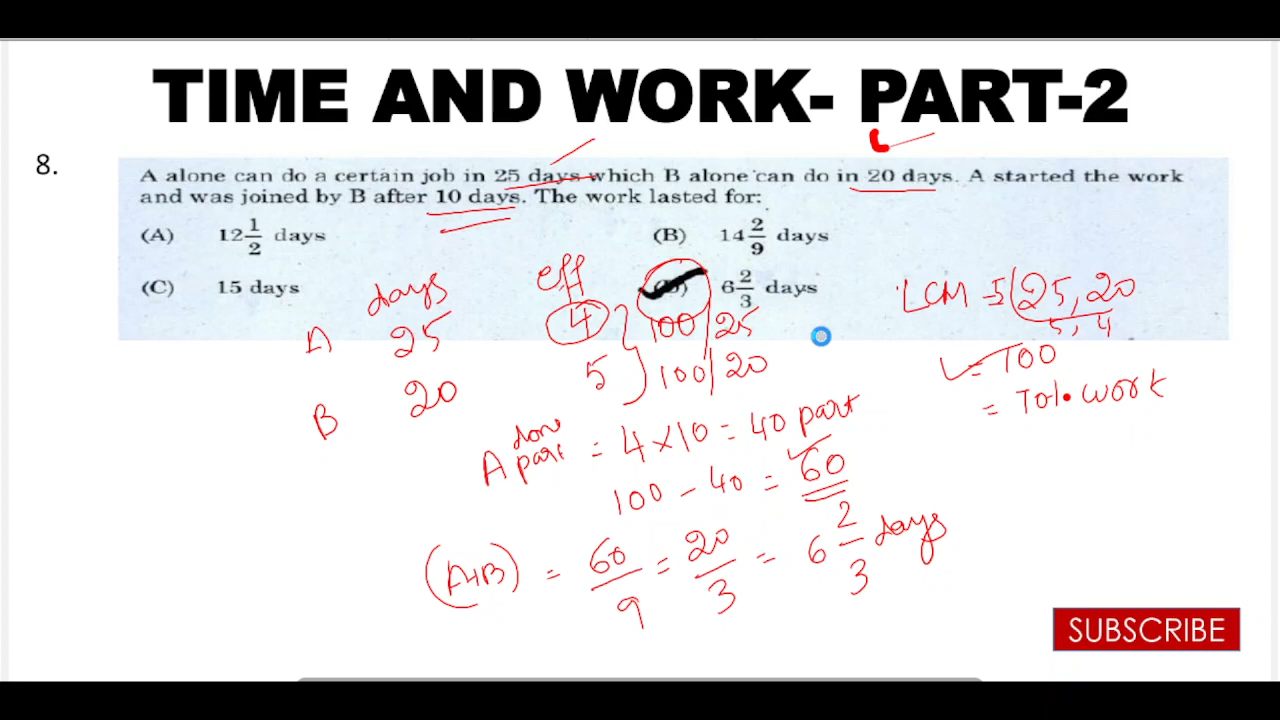 TIME AND WORK- PART-2
8.
A alone can do a certain job in 25 days which B alone can do in 20 days. A started the work
and was joined by B after 10 days. The work lasted for:
(A) 12 1/2 days (B) 14 2/9 days
(C) 15 days (D) 6 2/3 days
days eff
A 25 4 100/25
B 20 5 100/20
LCM - 5(25, 20
5, 4
= 100
= Tot. work
A done part = 4 × 10 = 40 part
100 - 40 = 60
(A+B) = 60/9 = 20/3 = 6 2/3 days
SUBSCRIBE